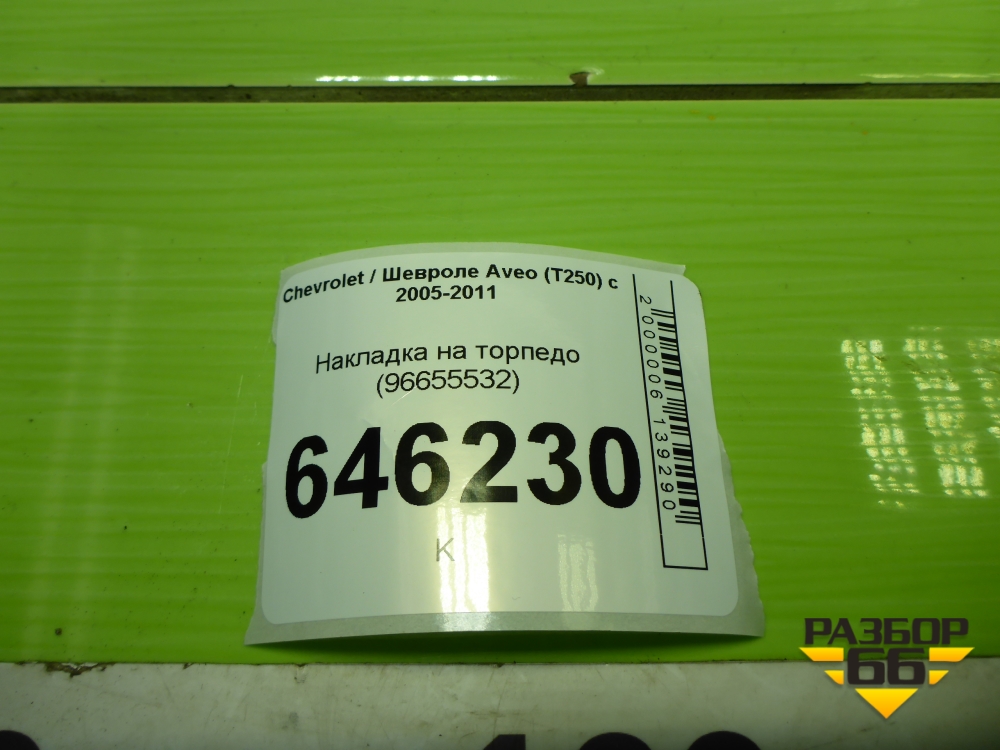 Chevrolet / Шевроле Aveo (T250) с
2005-2011
Накладка на торпедо
(96655532)
646230
К
2000006139290
РАЗБОР
66